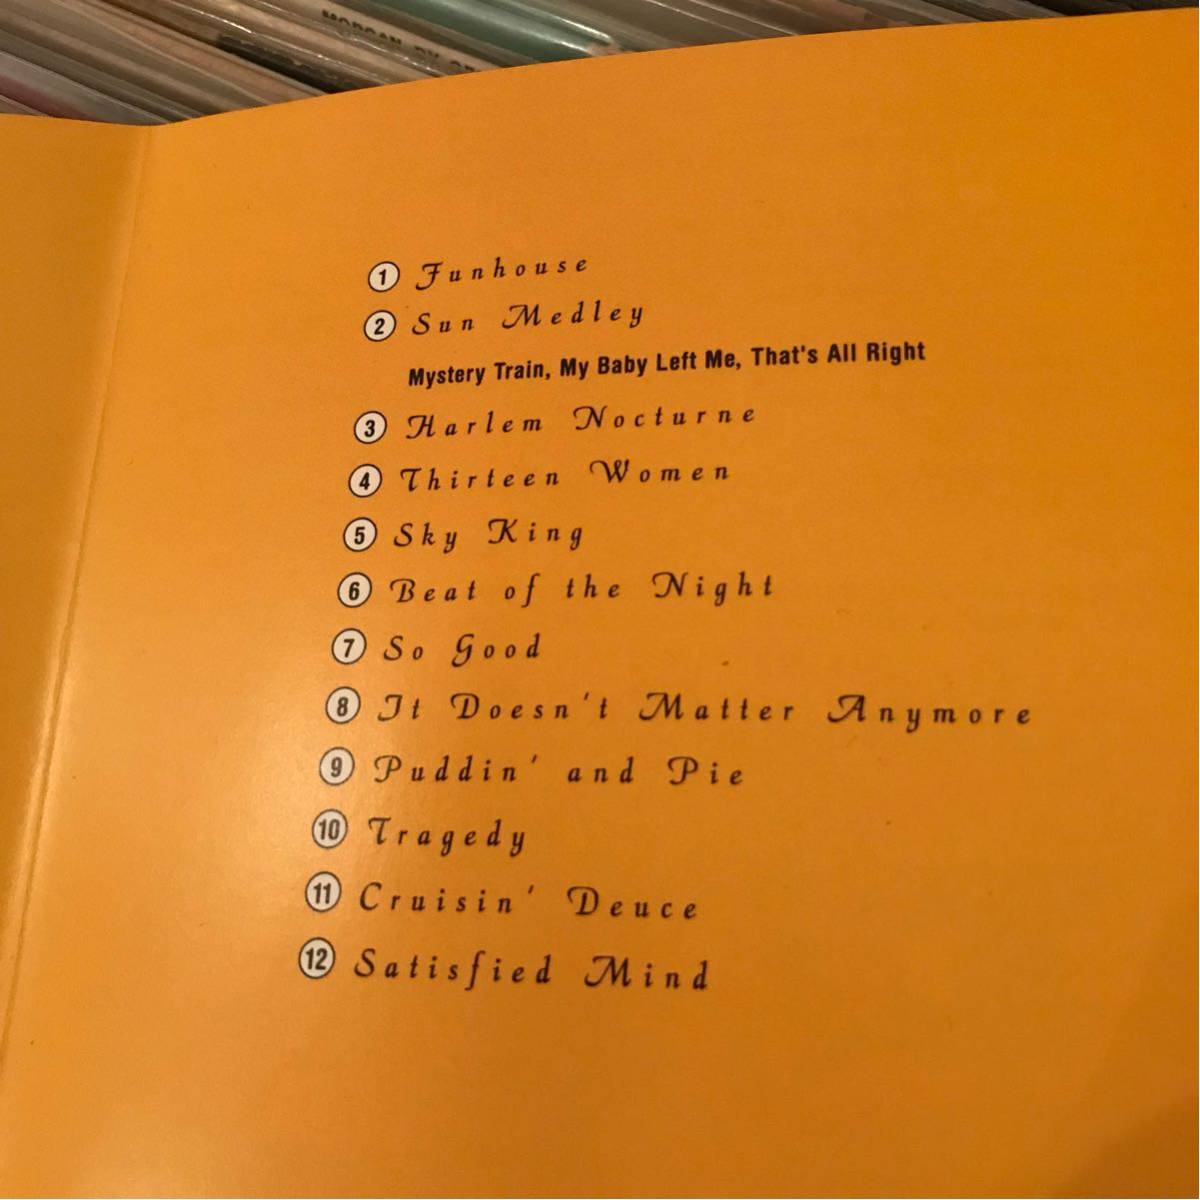 MORGAN, BY
1 Funhouse
2 Sun Medley
Mystery Train, My Baby Left Me, That's All Right
3 Harlem Nocturne
4 Thirteen Women
5 Sky King
6 Beat of the Night
7 So Good
8 It Doesn't Matter Anymore
9 Puddin' and Pie
10 Tragedy
11 Cruisin' Deuce
12 Satisfied Mind